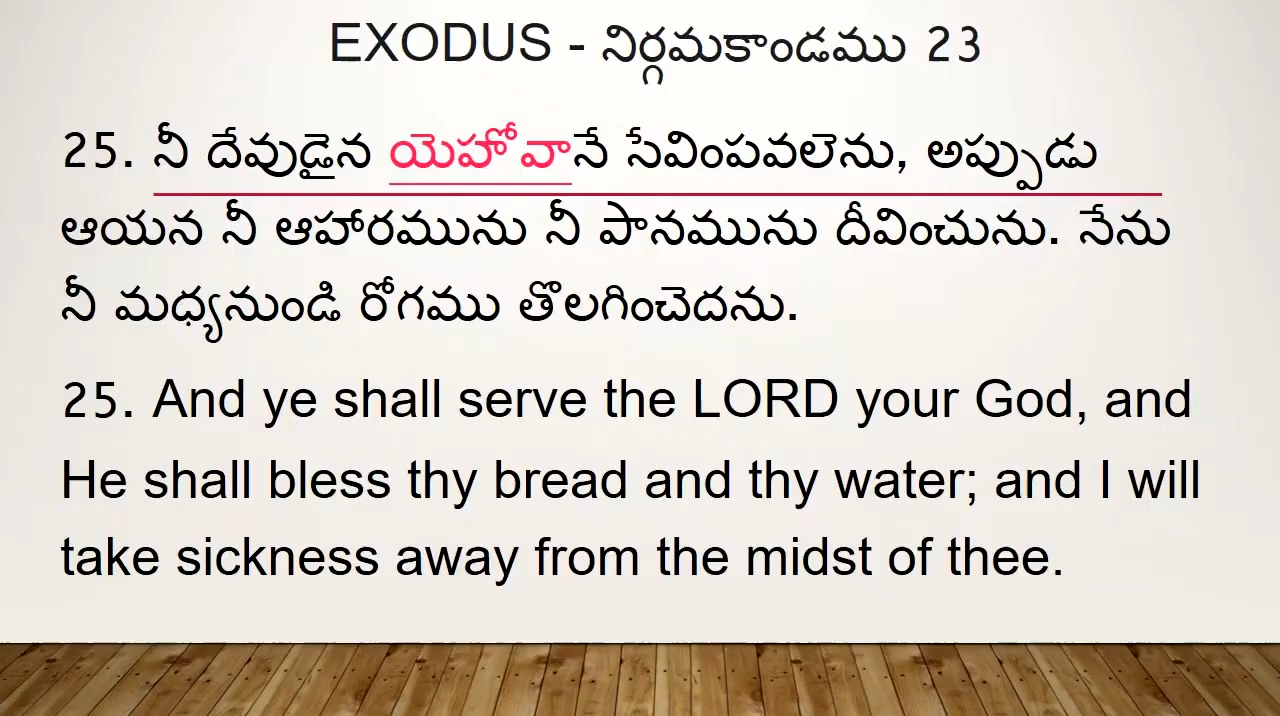 EXODUS - నిర్గమకాండము 23
25. నీ దేవుడైన యెహోవానే సేవింపవలెను, అప్పుడు
ఆయన నీ ఆహారమును నీ పానమును దీవించును. నేను
నీ మధ్యనుండి రోగము తొలగించెదను.
25. And ye shall serve the LORD your God, and
He shall bless thy bread and thy water; and I will
take sickness away from the midst of thee.